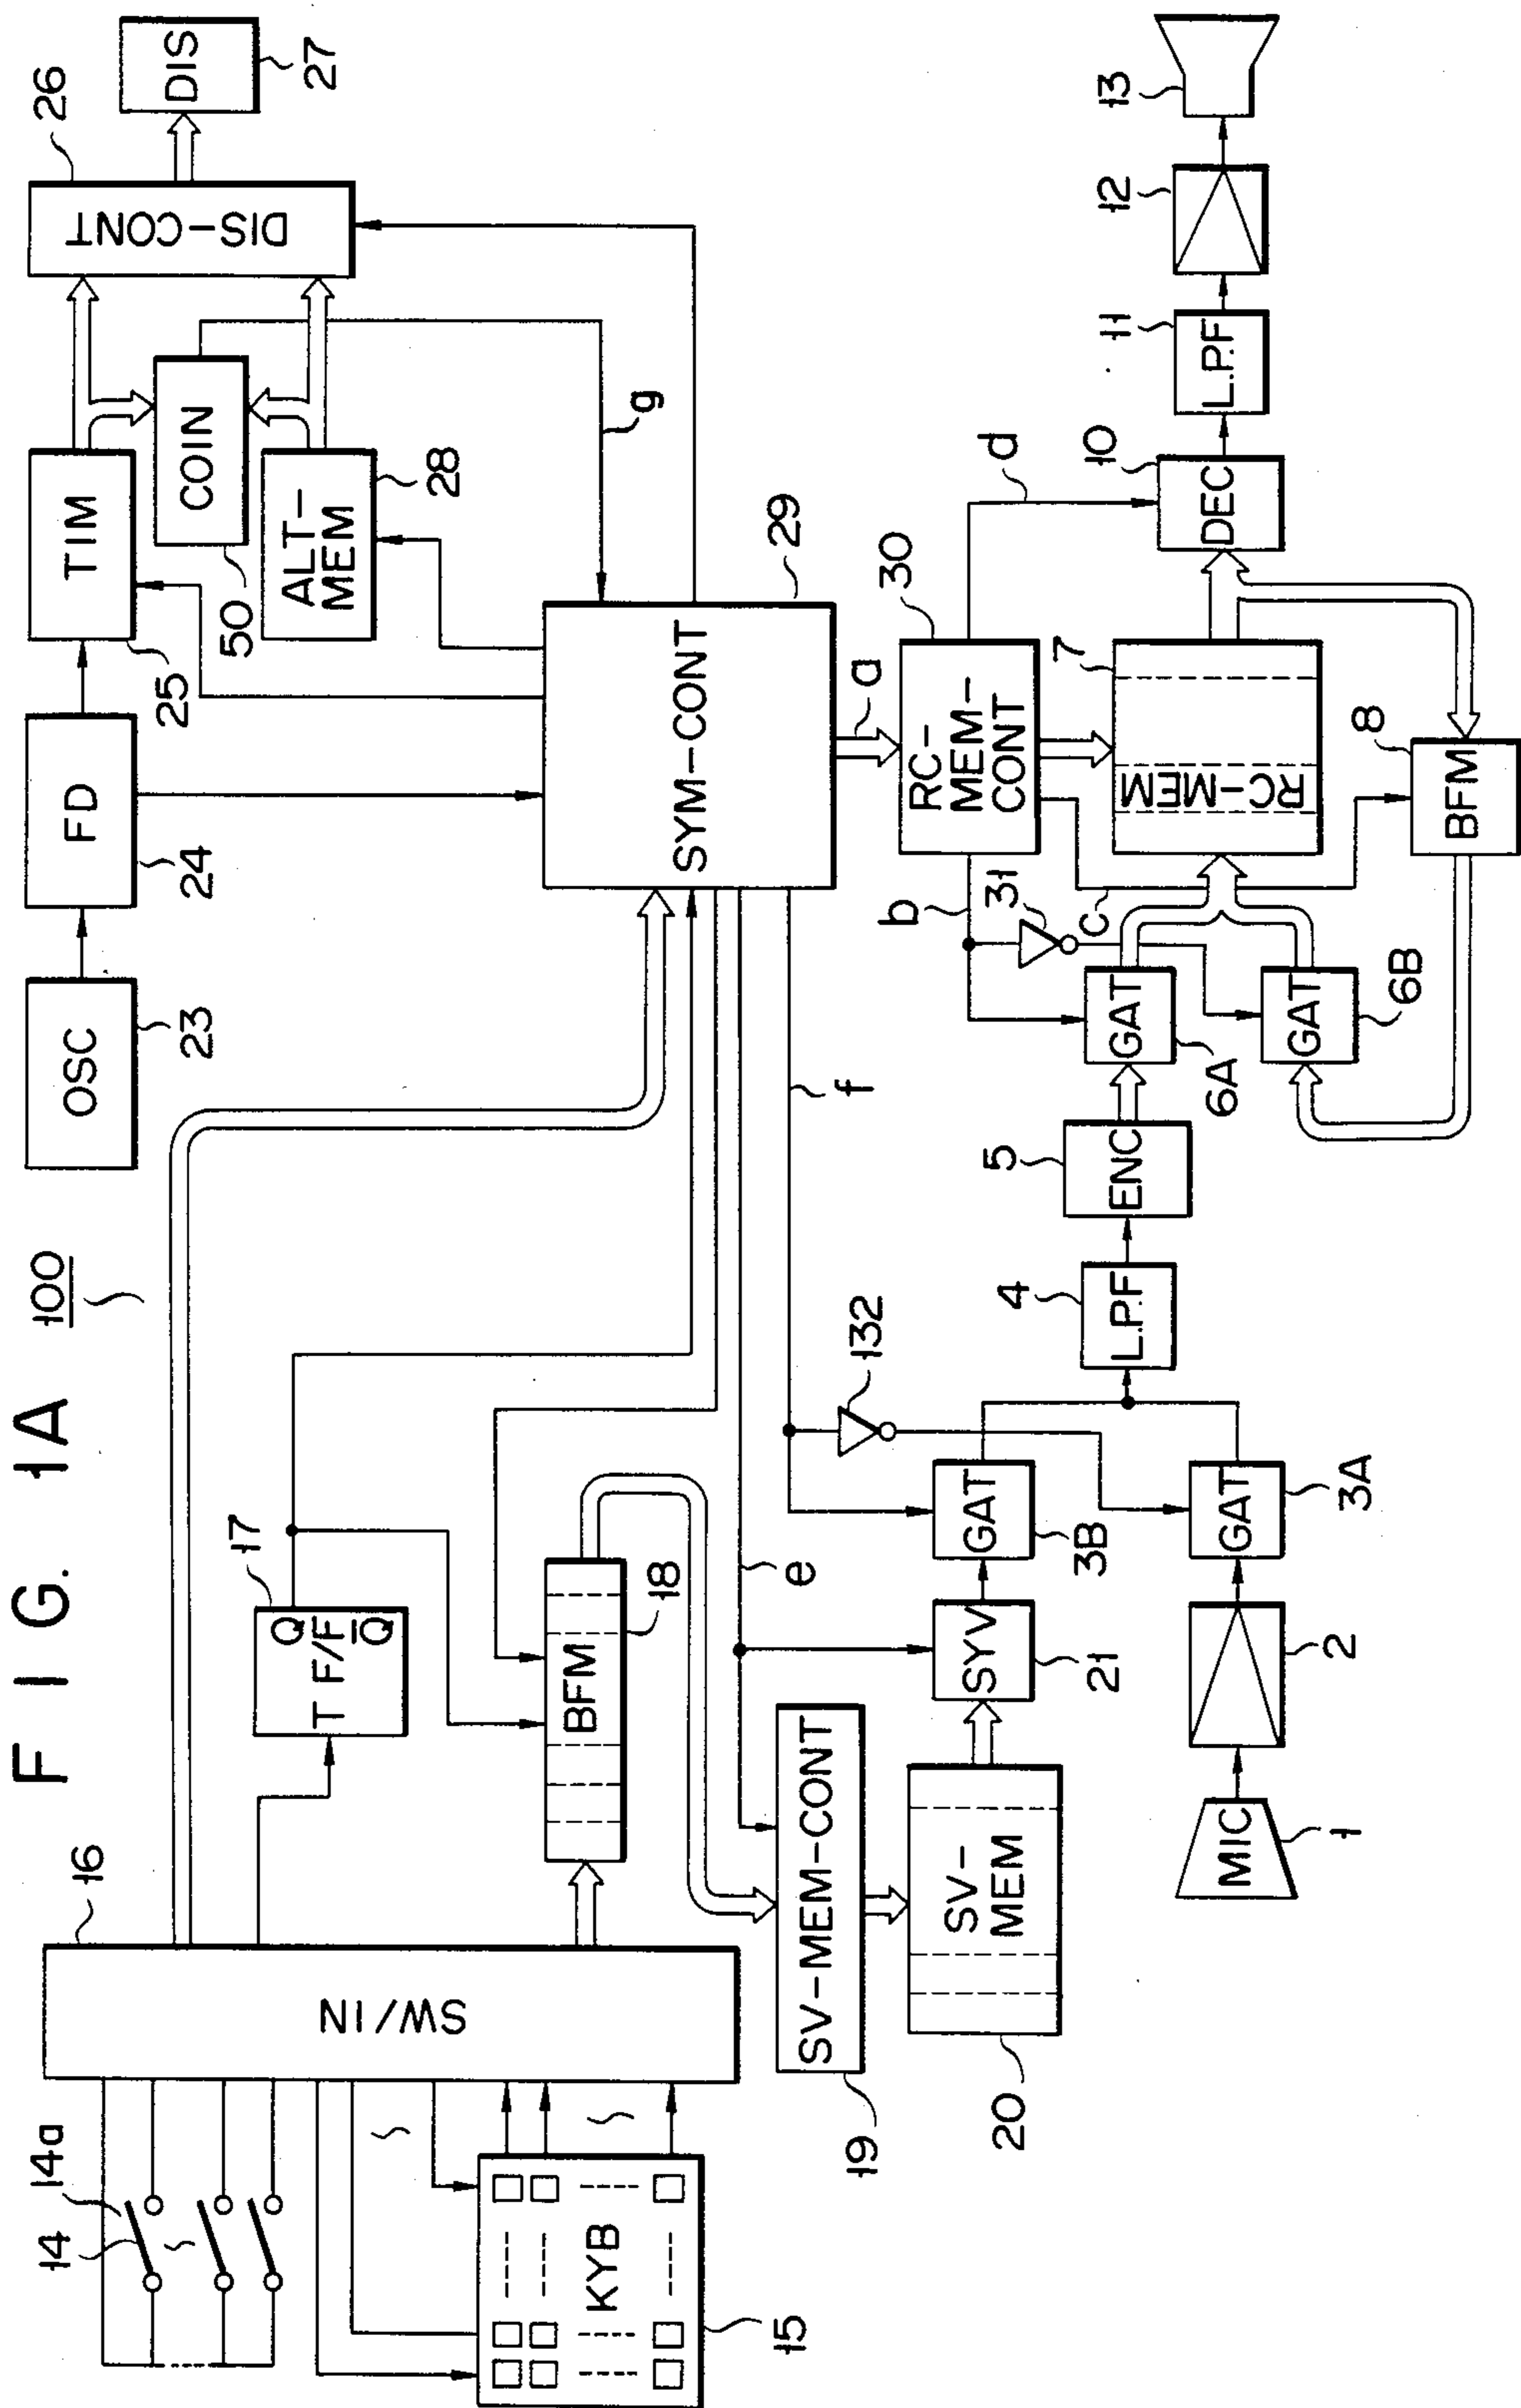 FIG. 1A
100
OSC
23
FD
24
TIM
25
COIN
50
ALT-
MEM
28
DIS-CONT
26
DIS
27
g
14
14a
SW/IN
16
KYB
15
T F/F
Q
Q̅
17
BFM
18
SV-MEM-CONT
19
SV-
MEM
20
SYV
21
e
f
SYM-CONT
29
a
RC-
MEM-
CONT
30
b
c
d
31
132
MIC
1
2
GAT
3A
GAT
3B
L.P.F
4
ENC
5
GAT
6A
GAT
6B
RC-MEM
7
BFM
8
DEC
10
L.P.F
11
12
13